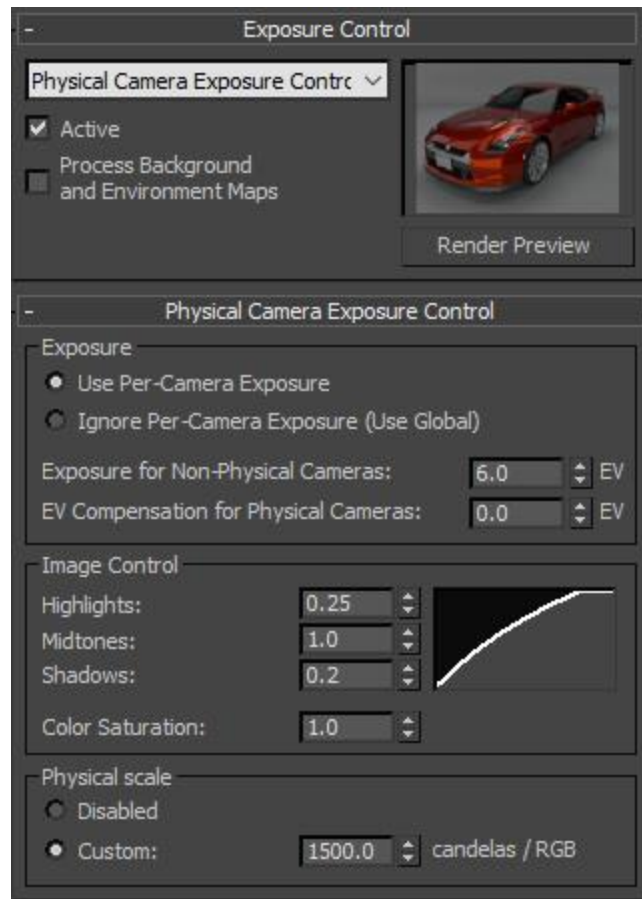 - Exposure Control
Physical Camera Exposure Contrc
Active
Process Background
and Environment Maps
Render Preview
- Physical Camera Exposure Control
Exposure
Use Per-Camera Exposure
Ignore Per-Camera Exposure (Use Global)
Exposure for Non-Physical Cameras: 6.0 EV
EV Compensation for Physical Cameras: 0.0 EV
Image Control
Highlights: 0.25
Midtones: 1.0
Shadows: 0.2
Color Saturation: 1.0
Physical scale
Disabled
Custom: 1500.0 candelas / RGB